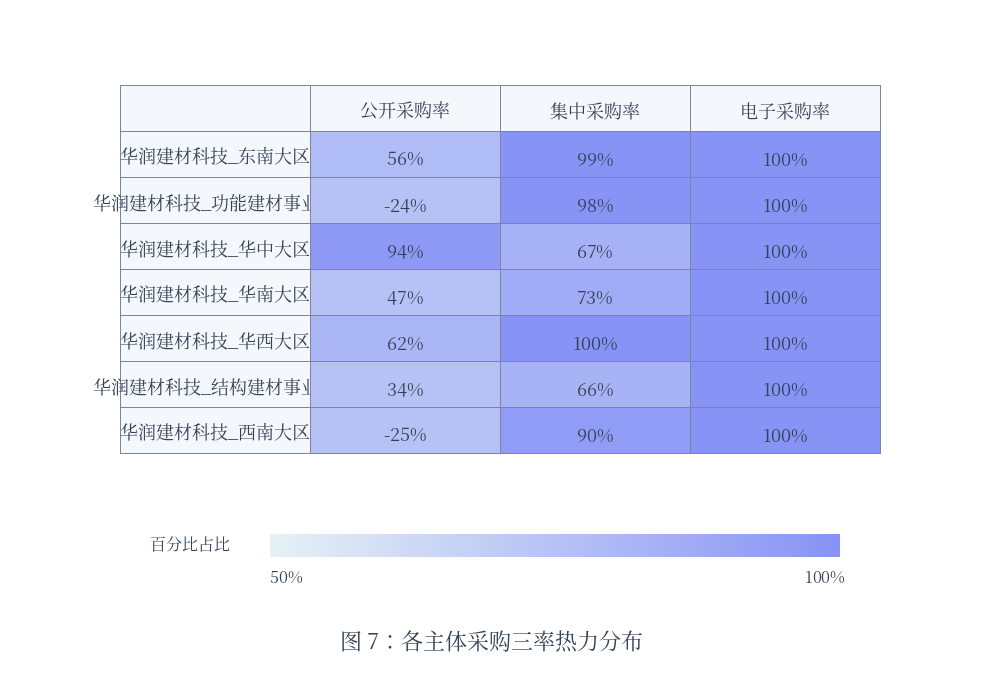 公开采购率 集中采购率 电子采购率
华润建材科技_东南大区 56% 99% 100%
华润建材科技_功能建材事业 -24% 98% 100%
华润建材科技_华中大区 94% 67% 100%
华润建材科技_华南大区 47% 73% 100%
华润建材科技_华西大区 62% 100% 100%
华润建材科技_结构建材事业 34% 66% 100%
华润建材科技_西南大区 -25% 90% 100%
百分比占比
50% 100%
图 7：各主体采购三率热力分布